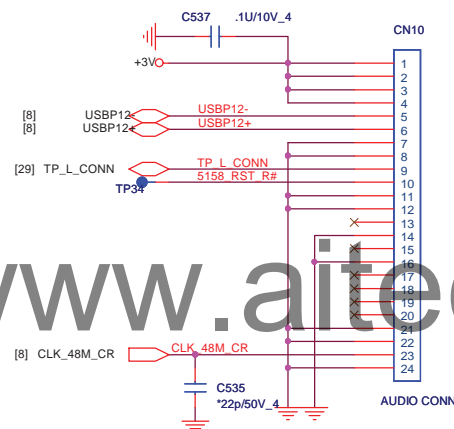 C537 .1U/10V_4
CN10
+3V
1
2
3
4
[8] USBP12- USBP12- 5
[8] USBP12+ USBP12+ 6
7
8
[29] TP_L_CONN TP_L_CONN 9
TP34 5158_RST_R# 10
11
12
13
14
15
16
17
18
19
20
www.aitec
21
22
[8] CLK_48M_CR CLK_48M_CR 23
24
C535
*22p/50V_4
AUDIO CONN